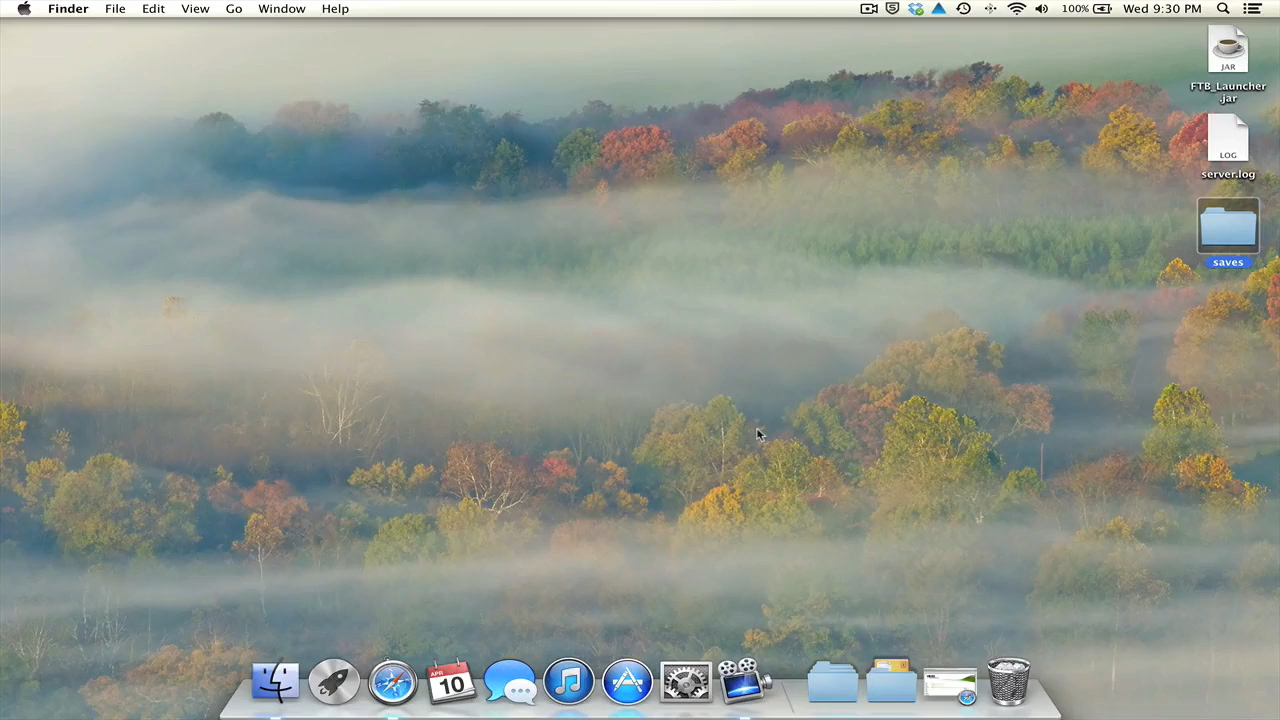 Finder File Edit View Go Window Help 100% Wed 9:30 PM
JAR
FTB_Launcher
.jar
LOG
server.log
saves
APR
10